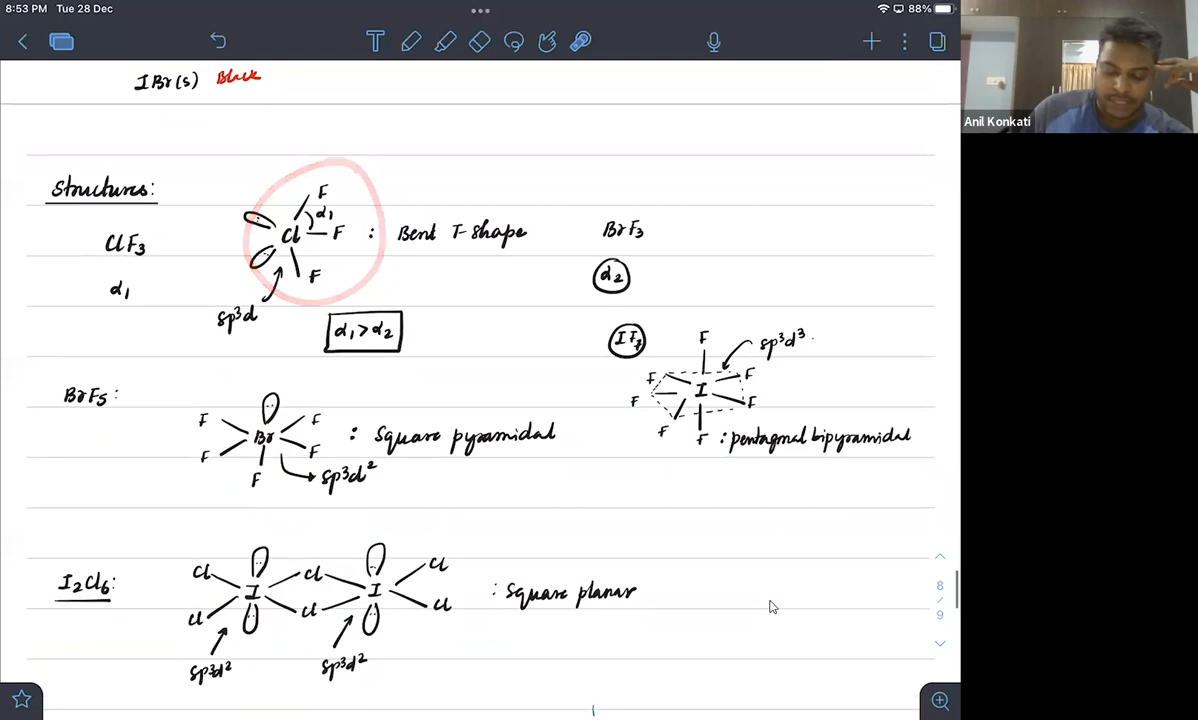 8:53 PM Tue 28 Dec
88%
Anil Konkati
IBr(s) Black
Structures:
ClF3
α1
F
α1
Cl F : Bent T-shape
F
sp³d
α1 > α2
BrF3
α2
IF7
F
sp³d³
F F
I
F F
F F : pentagonal bipyramidal
BrF5:
F F
Br : Square pyramidal
F F
F
sp³d²
I2Cl6:
Cl Cl Cl
I I : Square planar
Cl Cl Cl
sp³d² sp³d²
8
9